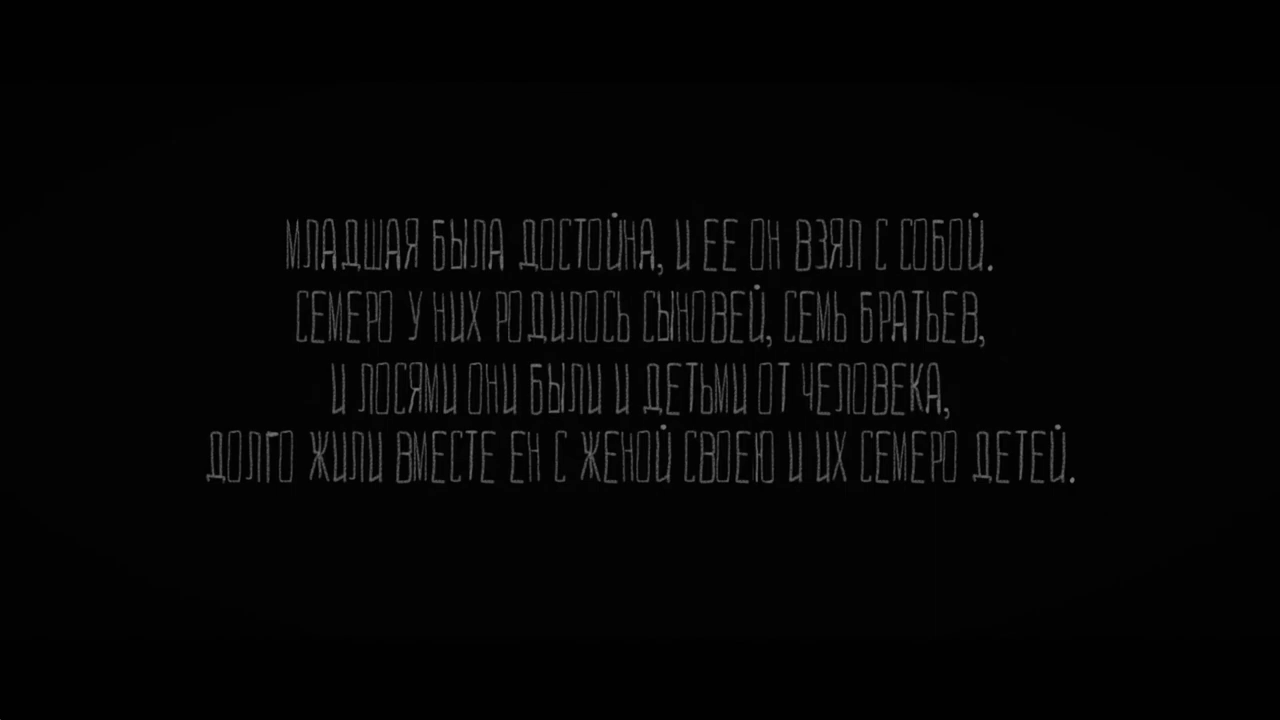 МЛАДШАЯ БЫЛА ДОСТОЙНА, И ЕЕ ОН ВЗЯЛ С СОБОЙ.
СЕМЕРО У НИХ РОДИЛОСЬ СЫНОВЕЙ, СЕМЬ БРАТЬЕВ,
И ЛОСЯМИ ОНИ БЫЛИ И ДЕТЬМИ ОТ ЧЕЛОВЕКА,
ДОЛГО ЖИЛИ ВМЕСТЕ ЕН С ЖЕНОЙ СВОЕЮ И ИХ СЕМЕРО ДЕТЕЙ.